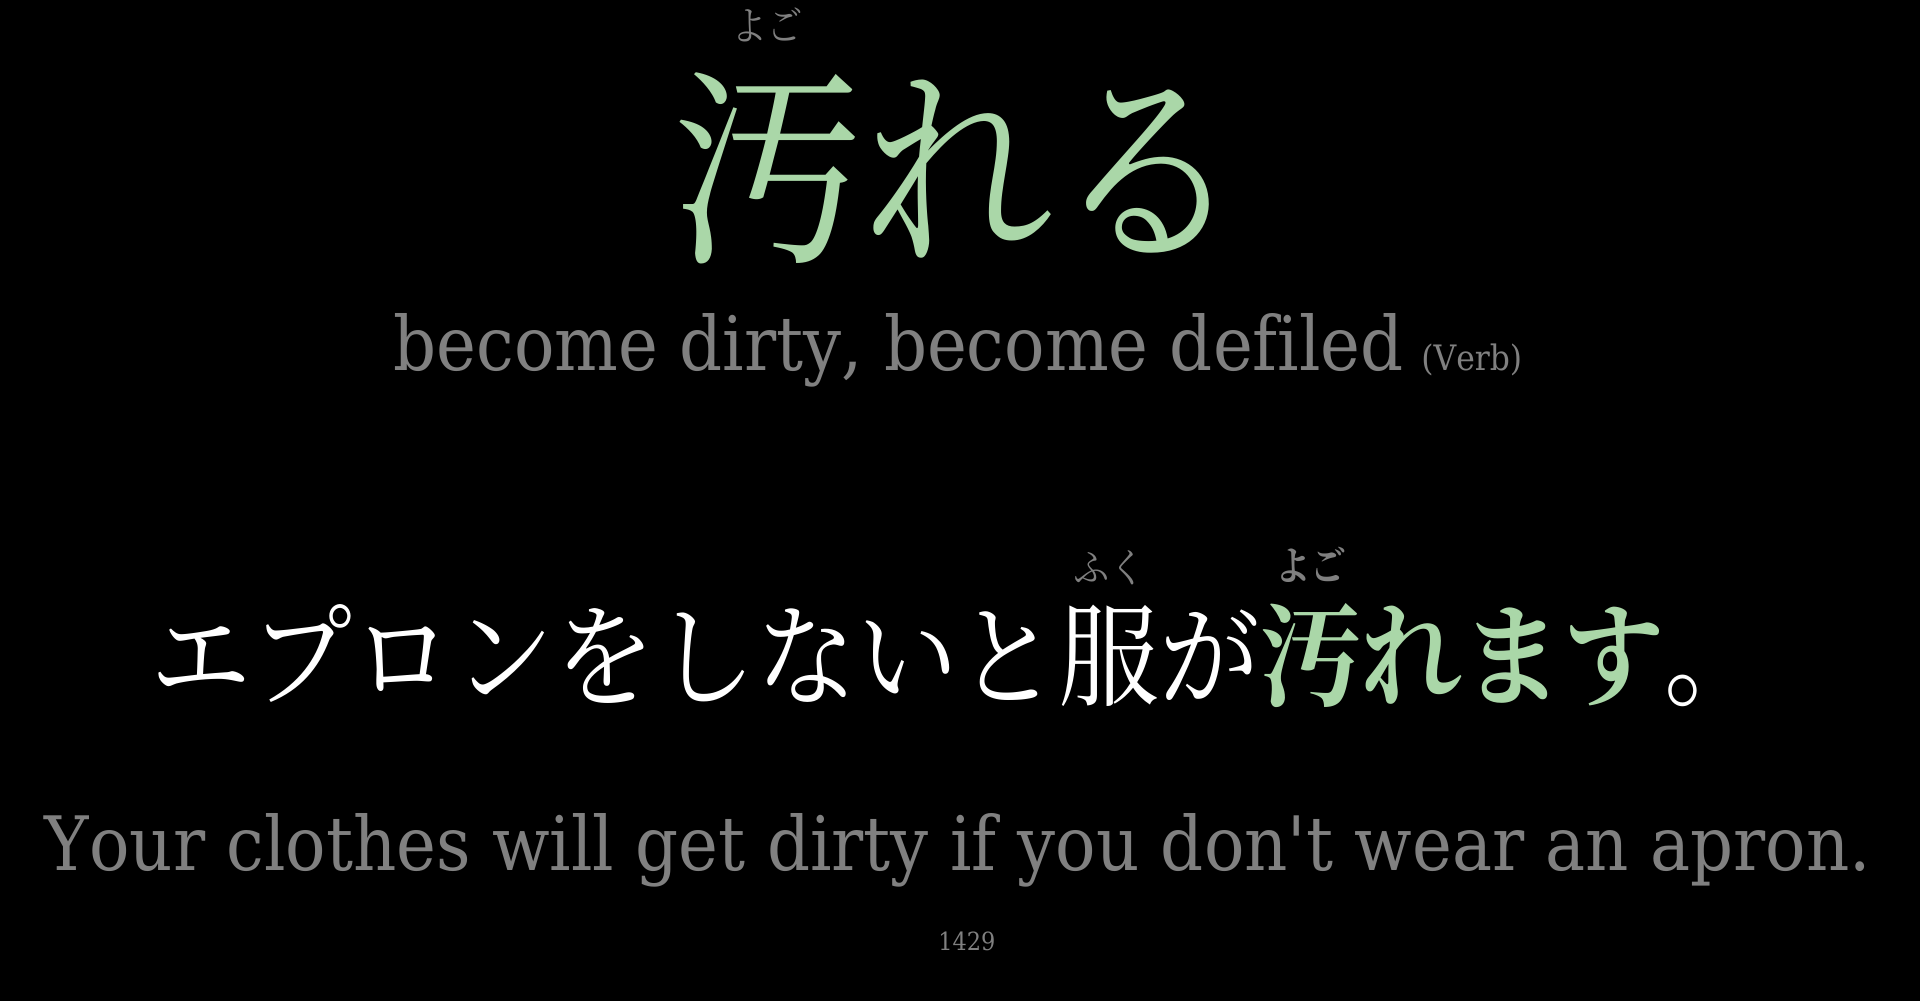 よご
汚れる
become dirty, become defiled (Verb)
ふく よご
エプロンをしないと服が汚れます。
Your clothes will get dirty if you don't wear an apron.
1429